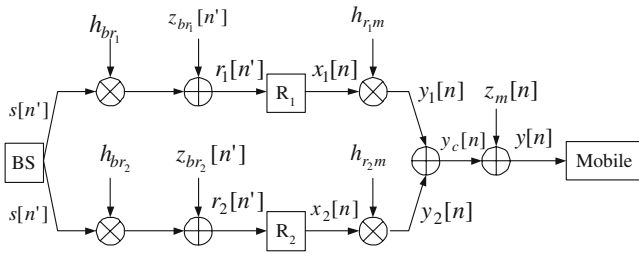 h_{br_1} z_{br_1}[n'] h_{r_1m}
r_1[n'] x_1[n]
s[n'] R_1 y_1[n] z_m[n]
BS h_{br_2} z_{br_2}[n'] h_{r_2m} y_c[n] y[n] Mobile
s[n'] r_2[n'] x_2[n] y_2[n]
R_2